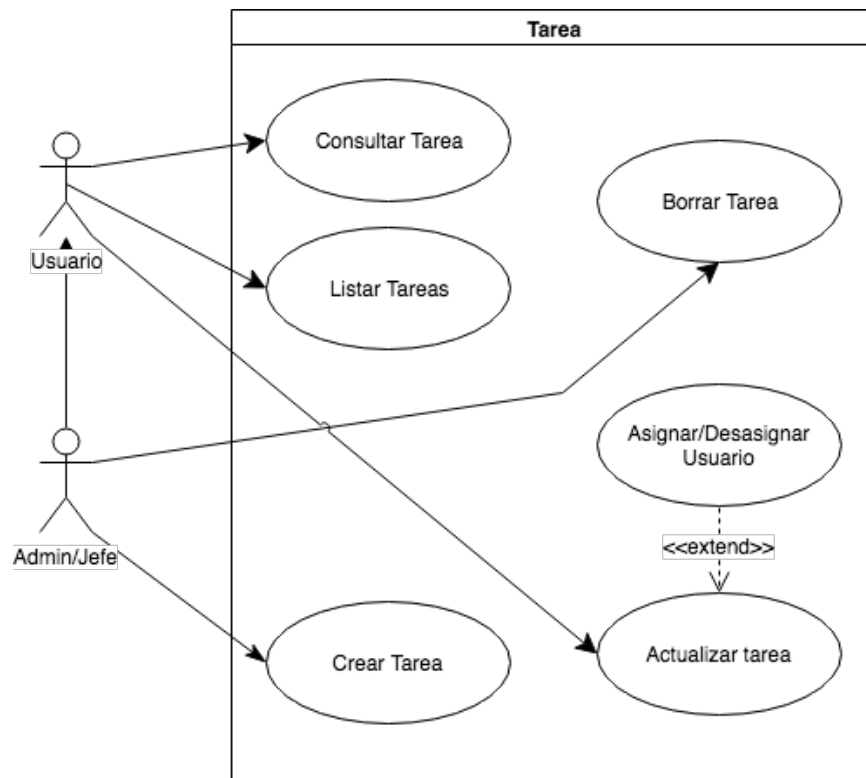 Tarea
Consultar Tarea
Borrar Tarea
Usuario
Listar Tareas
Asignar/Desasignar
Usuario
<<extend>>
Admin/Jefe
Crear Tarea
Actualizar tarea